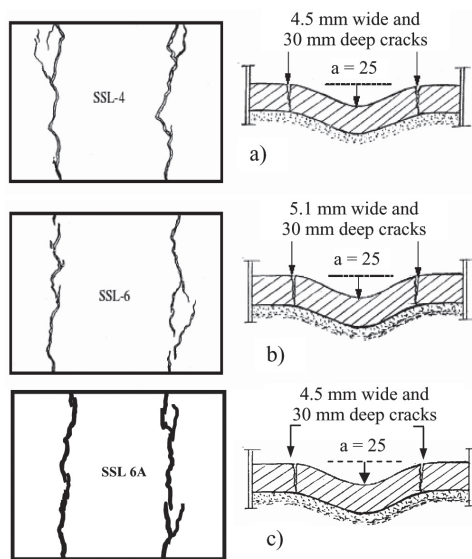 4.5 mm wide and
30 mm deep cracks
a = 25
SSL-4
a)
5.1 mm wide and
30 mm deep cracks
a = 25
SSL-6
b)
4.5 mm wide and
30 mm deep cracks
a = 25
SSL 6A
c)